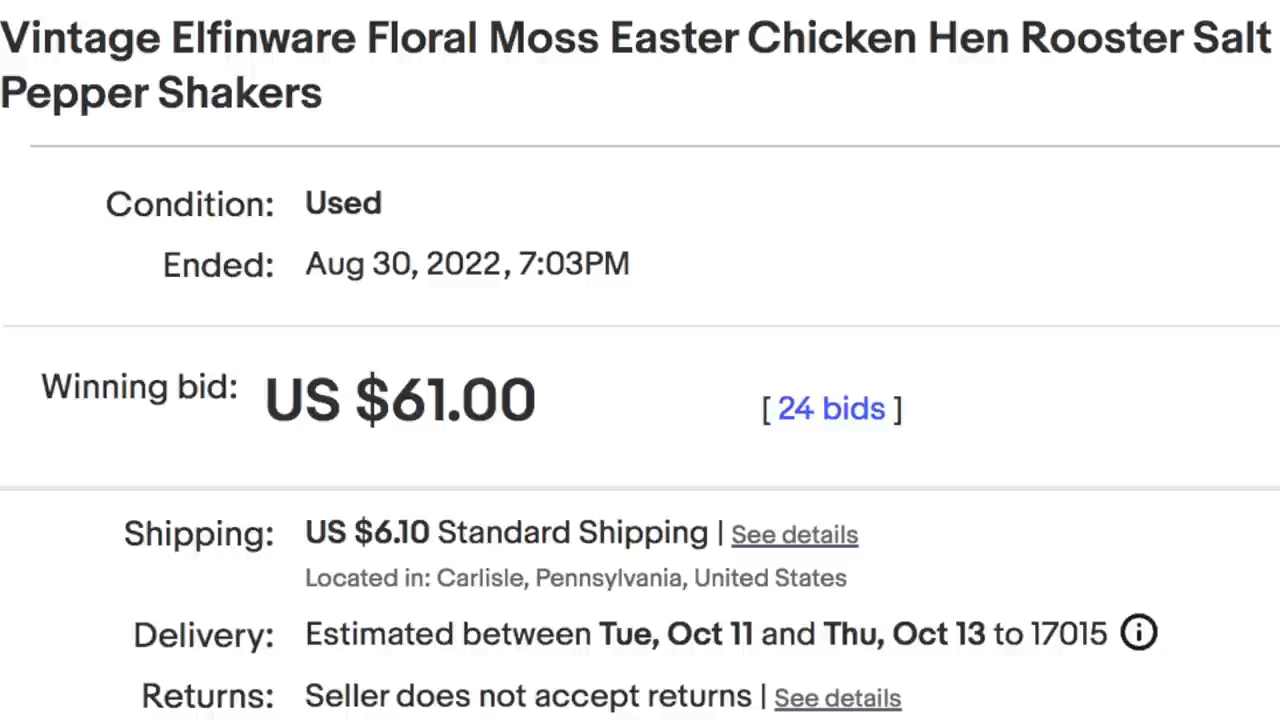 Vintage Elfinware Floral Moss Easter Chicken Hen Rooster Salt
Pepper Shakers
Condition: Used
Ended: Aug 30, 2022, 7:03PM
Winning bid: US $61.00 [ 24 bids ]
Shipping: US $6.10 Standard Shipping | See details
Located in: Carlisle, Pennsylvania, United States
Delivery: Estimated between Tue, Oct 11 and Thu, Oct 13 to 17015
Returns: Seller does not accept returns | See details